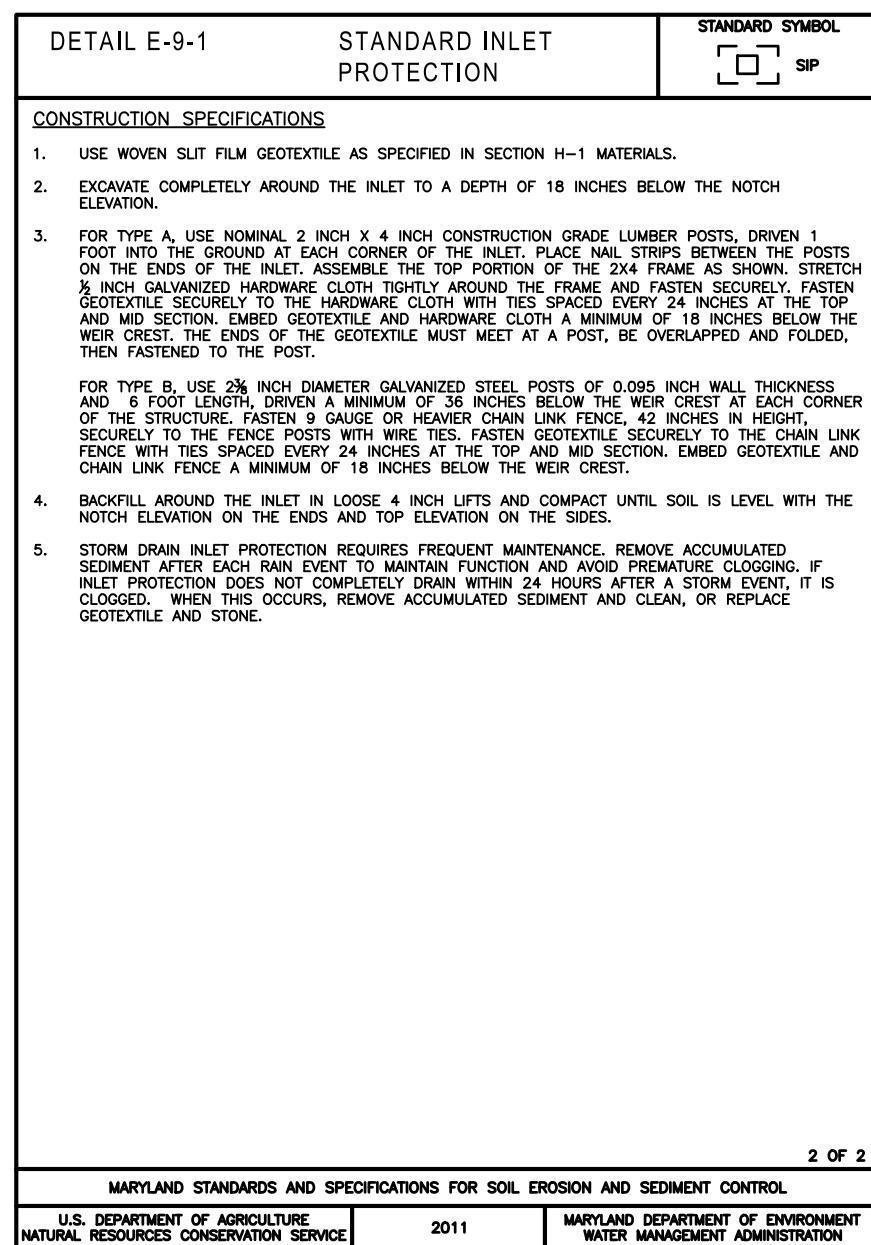 DETAIL E-9-1
STANDARD INLET
PROTECTION
STANDARD SYMBOL
SIP
CONSTRUCTION SPECIFICATIONS
1. USE WOVEN SLIT FILM GEOTEXTILE AS SPECIFIED IN SECTION H-1 MATERIALS.
2. EXCAVATE COMPLETELY AROUND THE INLET TO A DEPTH OF 18 INCHES BELOW THE NOTCH
ELEVATION.
3. FOR TYPE A, USE NOMINAL 2 INCH X 4 INCH CONSTRUCTION GRADE LUMBER POSTS, DRIVEN 1
FOOT INTO THE GROUND AT EACH CORNER OF THE INLET. PLACE NAIL STRIPS BETWEEN THE POSTS
ON THE ENDS OF THE INLET. ASSEMBLE THE TOP PORTION OF THE 2X4 FRAME AS SHOWN. STRETCH
½ INCH GALVANIZED HARDWARE CLOTH TIGHTLY AROUND THE FRAME AND FASTEN SECURELY. FASTEN
GEOTEXTILE SECURELY TO THE HARDWARE CLOTH WITH TIES SPACED EVERY 24 INCHES AT THE TOP
AND MID SECTION. EMBED GEOTEXTILE AND HARDWARE CLOTH A MINIMUM OF 18 INCHES BELOW THE
WEIR CREST. THE ENDS OF THE GEOTEXTILE MUST MEET AT A POST, BE OVERLAPPED AND FOLDED,
THEN FASTENED TO THE POST.
FOR TYPE B, USE 2⅜ INCH DIAMETER GALVANIZED STEEL POSTS OF 0.095 INCH WALL THICKNESS
AND 6 FOOT LENGTH, DRIVEN A MINIMUM OF 36 INCHES BELOW THE WEIR CREST AT EACH CORNER
OF THE STRUCTURE. FASTEN 9 GAUGE OR HEAVIER CHAIN LINK FENCE, 42 INCHES IN HEIGHT,
SECURELY TO THE FENCE POSTS WITH WIRE TIES. FASTEN GEOTEXTILE SECURELY TO THE CHAIN LINK
FENCE WITH TIES SPACED EVERY 24 INCHES AT THE TOP AND MID SECTION. EMBED GEOTEXTILE AND
CHAIN LINK FENCE A MINIMUM OF 18 INCHES BELOW THE WEIR CREST.
4. BACKFILL AROUND THE INLET IN LOOSE 4 INCH LIFTS AND COMPACT UNTIL SOIL IS LEVEL WITH THE
NOTCH ELEVATION ON THE ENDS AND TOP ELEVATION ON THE SIDES.
5. STORM DRAIN INLET PROTECTION REQUIRES FREQUENT MAINTENANCE. REMOVE ACCUMULATED
SEDIMENT AFTER EACH RAIN EVENT TO MAINTAIN FUNCTION AND AVOID PREMATURE CLOGGING. IF
INLET PROTECTION DOES NOT COMPLETELY DRAIN WITHIN 24 HOURS AFTER A STORM EVENT, IT IS
CLOGGED. WHEN THIS OCCURS, REMOVE ACCUMULATED SEDIMENT AND CLEAN, OR REPLACE
GEOTEXTILE AND STONE.
2 OF 2
MARYLAND STANDARDS AND SPECIFICATIONS FOR SOIL EROSION AND SEDIMENT CONTROL
U.S. DEPARTMENT OF AGRICULTURE
NATURAL RESOURCES CONSERVATION SERVICE
2011
MARYLAND DEPARTMENT OF ENVIRONMENT
WATER MANAGEMENT ADMINISTRATION